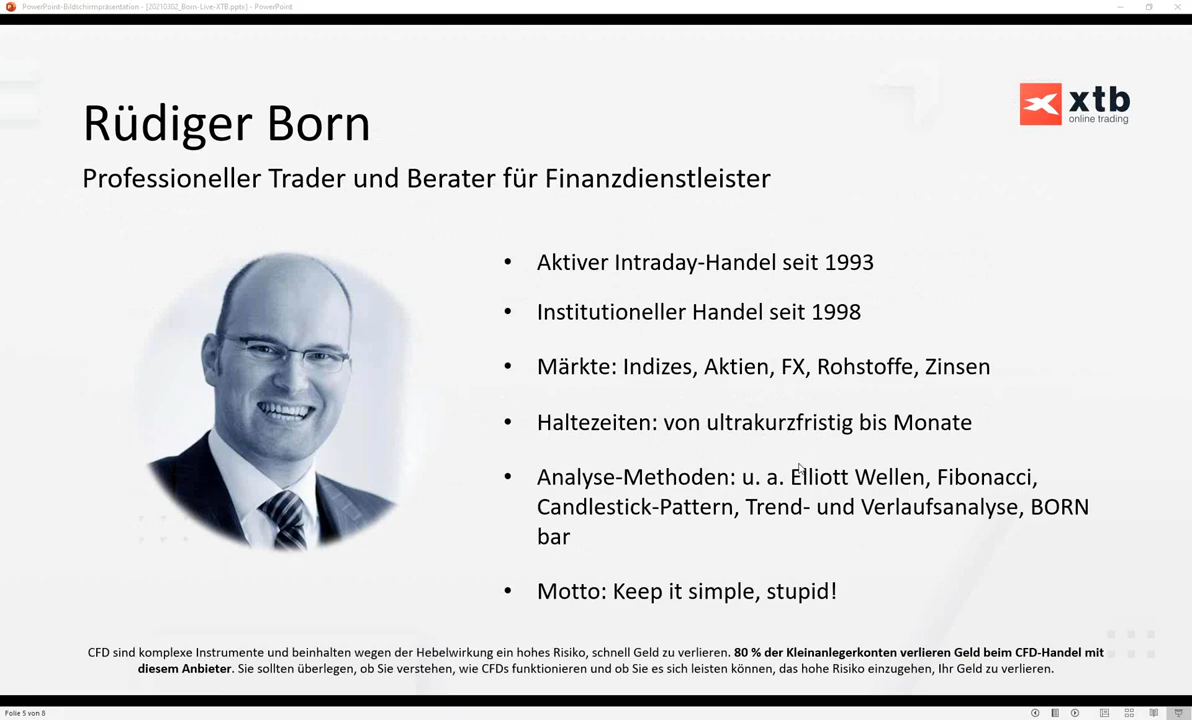 PowerPoint-Bildschirmpräsentation - [20210302_Born-Live-XTB.pptx] - PowerPoint
xtb
online trading
Rüdiger Born
Professioneller Trader und Berater für Finanzdienstleister
• Aktiver Intraday-Handel seit 1993
• Institutioneller Handel seit 1998
• Märkte: Indizes, Aktien, FX, Rohstoffe, Zinsen
• Haltezeiten: von ultrakurzfristig bis Monate
• Analyse-Methoden: u. a. Elliott Wellen, Fibonacci,
Candlestick-Pattern, Trend- und Verlaufsanalyse, BORN
bar
• Motto: Keep it simple, stupid!
CFD sind komplexe Instrumente und beinhalten wegen der Hebelwirkung ein hohes Risiko, schnell Geld zu verlieren. 80 % der Kleinanlegerkonten verlieren Geld beim CFD-Handel mit
diesem Anbieter. Sie sollten überlegen, ob Sie verstehen, wie CFDs funktionieren und ob Sie es sich leisten können, das hohe Risiko einzugehen, Ihr Geld zu verlieren.
Folie 5 von 8